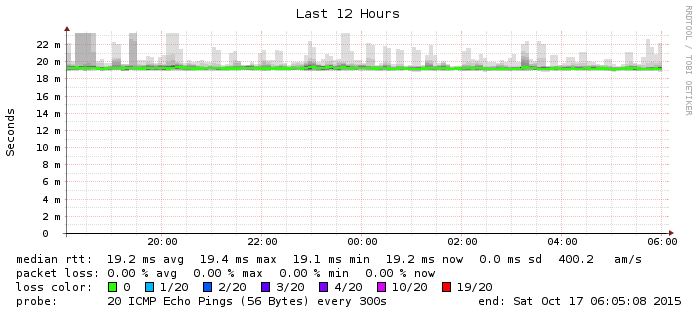 Last 12 Hours
RRDTOOL / TOBI OETIKER
Seconds
22 m
20 m
18 m
16 m
14 m
12 m
10 m
8 m
6 m
4 m
2 m
0
20:00 22:00 00:00 02:00 04:00 06:00
median rtt: 19.2 ms avg 19.4 ms max 19.1 ms min 19.2 ms now 0.0 ms sd 400.2 am/s
packet loss: 0.00 % avg 0.00 % max 0.00 % min 0.00 % now
loss color: 0 1/20 2/20 3/20 4/20 10/20 19/20
probe: 20 ICMP Echo Pings (56 Bytes) every 300s end: Sat Oct 17 06:05:08 2015